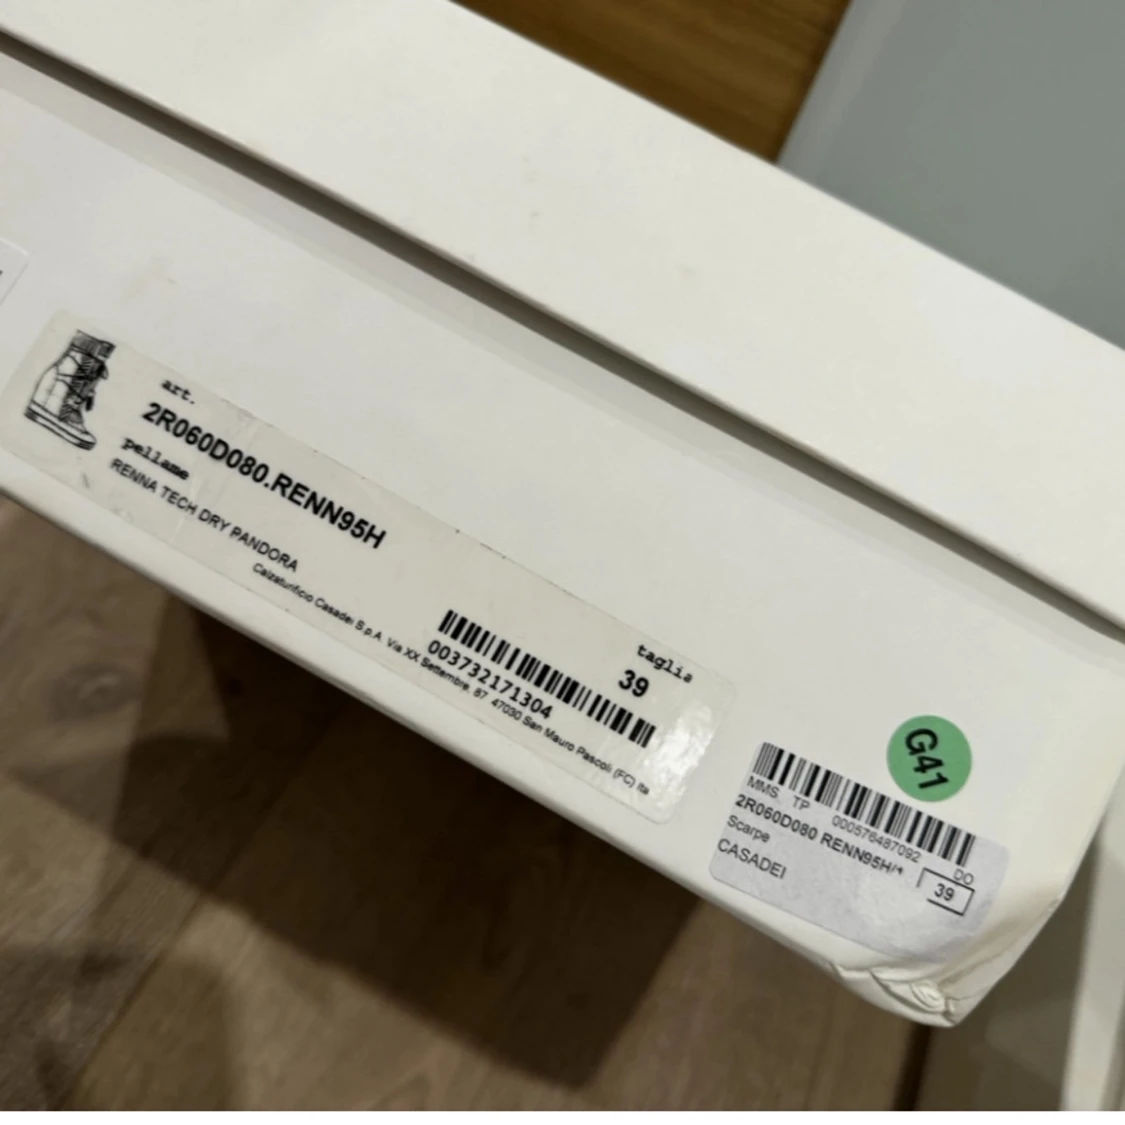 art.
2R060D080.RENN95H
pellame
RENNA TECH DRY PANDORA
Calzaturificio Casadei S.p.A. Via XX Settembre, 87 47030 San Mauro Pascoli (FC) Ita
003732171304
taglia
39
G41
MMS TP 000576487092 DO
2R060D080 RENN95H/+
39
Scarpe
CASADEI